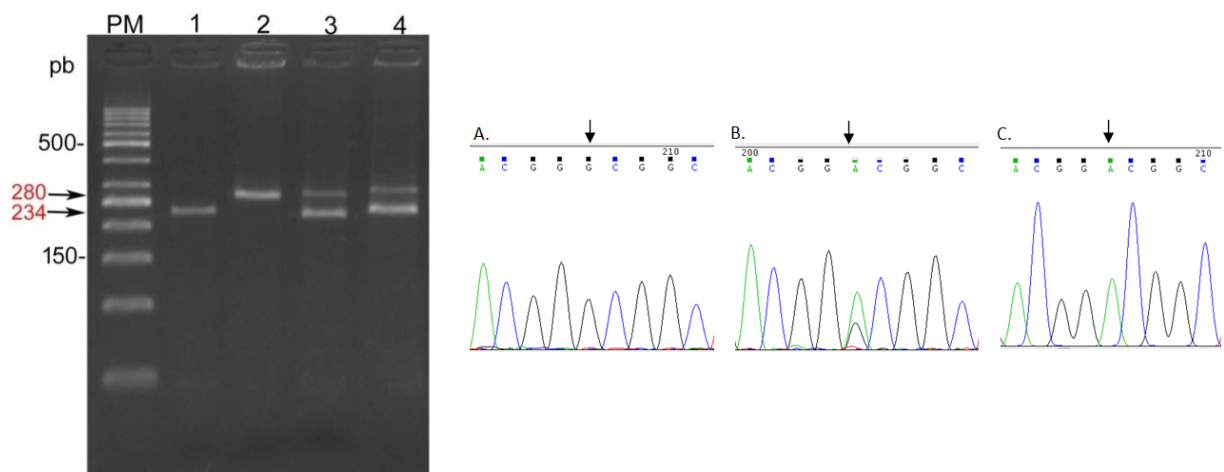 PM 1 2 3 4
pb
500-
280
234
150-
A.
210
A C G G G C G G C
B.
200
A C G G A C G G C
C.
210
A C G G A C G G C